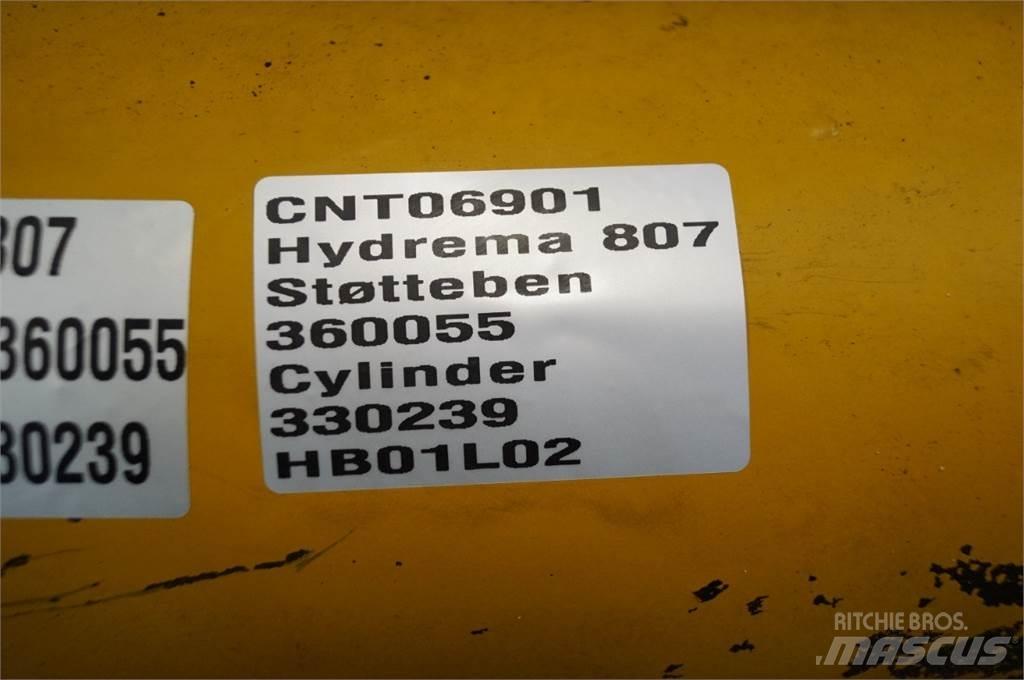 807
360055
30239
CNT06901
Hydrema 807
Støtteben
360055
Cylinder
330239
HB01L02
RITCHIE BROS.
MASCUS